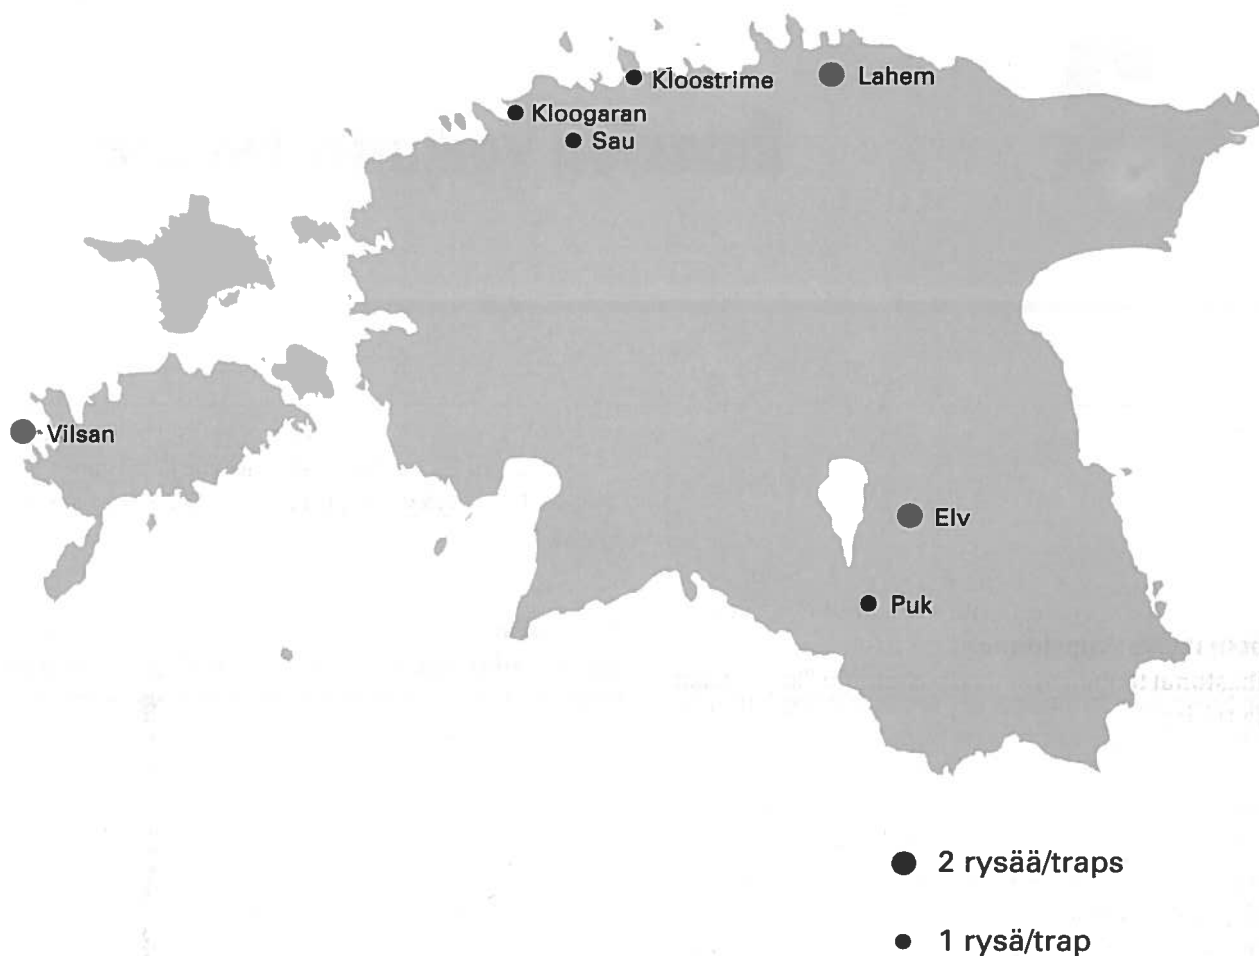 Kloostrime
Lahem
Kloogaran
Sau
Vilsan
Elv
Puk
2 rysää/traps
1 rysä/trap